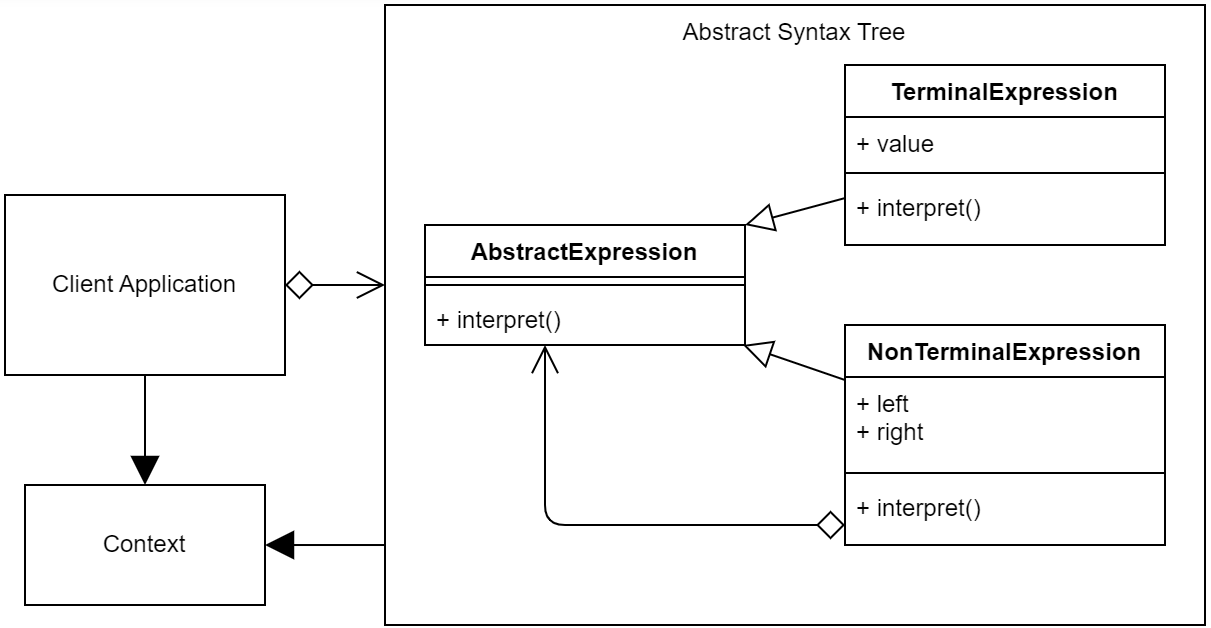 Abstract Syntax Tree
TerminalExpression
+ value
+ interpret()
Client Application
AbstractExpression
+ interpret()
NonTerminalExpression
+ left
+ right
+ interpret()
Context